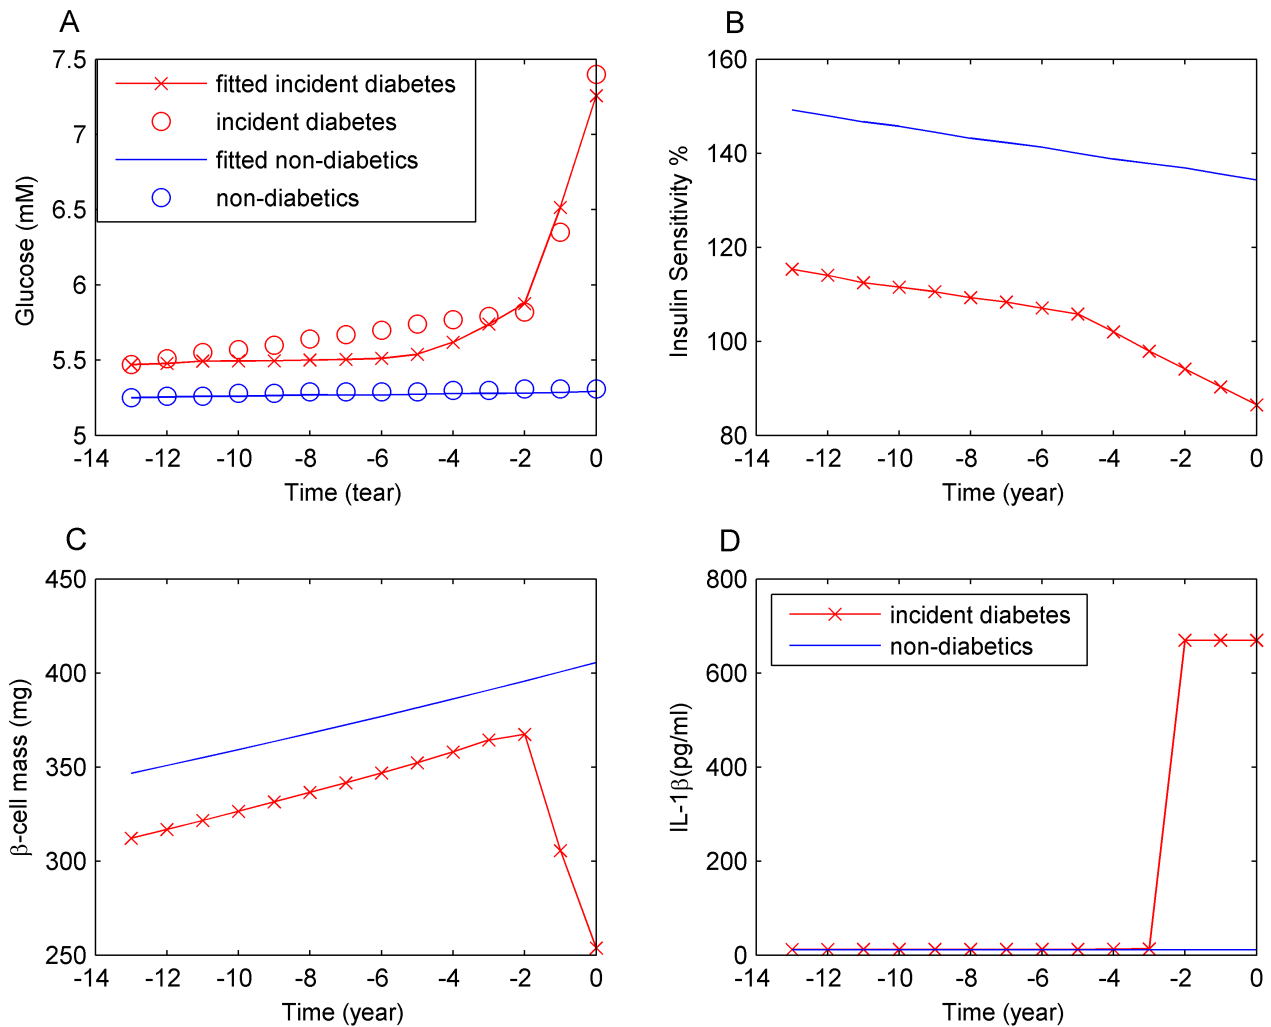 A
7.5
7
6.5
6
5.5
5
Glucose (mM)
fitted incident diabetes
incident diabetes
fitted non-diabetics
non-diabetics
-14 -12 -10 -8 -6 -4 -2 0
Time (tear)
B
160
140
120
100
80
Insulin Sensitivity %
-14 -12 -10 -8 -6 -4 -2 0
Time (year)
C
450
400
350
300
250
β-cell mass (mg)
-14 -12 -10 -8 -6 -4 -2 0
Time (year)
D
800
600
400
200
0
IL-1β(pg/ml)
incident diabetes
non-diabetics
-14 -12 -10 -8 -6 -4 -2 0
Time (year)